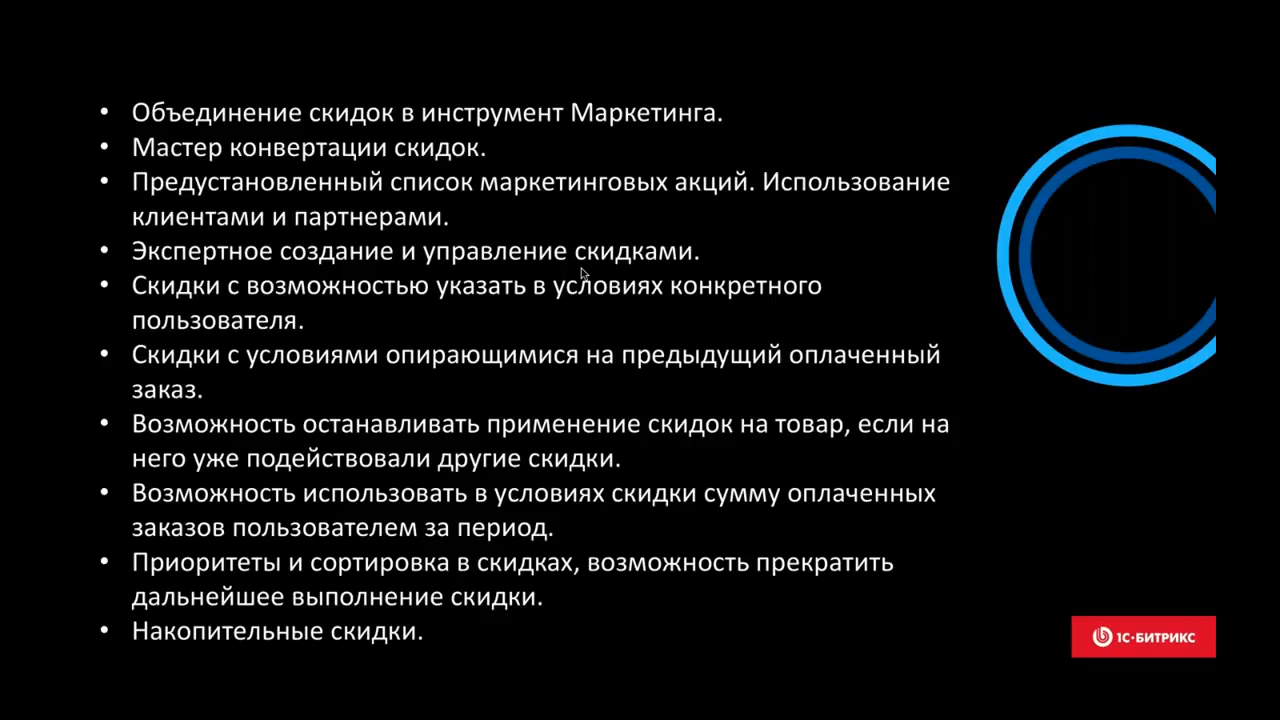 • Объединение скидок в инструмент Маркетинга.
• Мастер конвертации скидок.
• Предустановленный список маркетинговых акций. Использование
клиентами и партнерами.
• Экспертное создание и управление скидками.
• Скидки с возможностью указать в условиях конкретного
пользователя.
• Скидки с условиями опирающимися на предыдущий оплаченный
заказ.
• Возможность останавливать применение скидок на товар, если на
него уже подействовали другие скидки.
• Возможность использовать в условиях скидки сумму оплаченных
заказов пользователем за период.
• Приоритеты и сортировка в скидках, возможность прекратить
дальнейшее выполнение скидки.
• Накопительные скидки.
1С·БИТРИКС